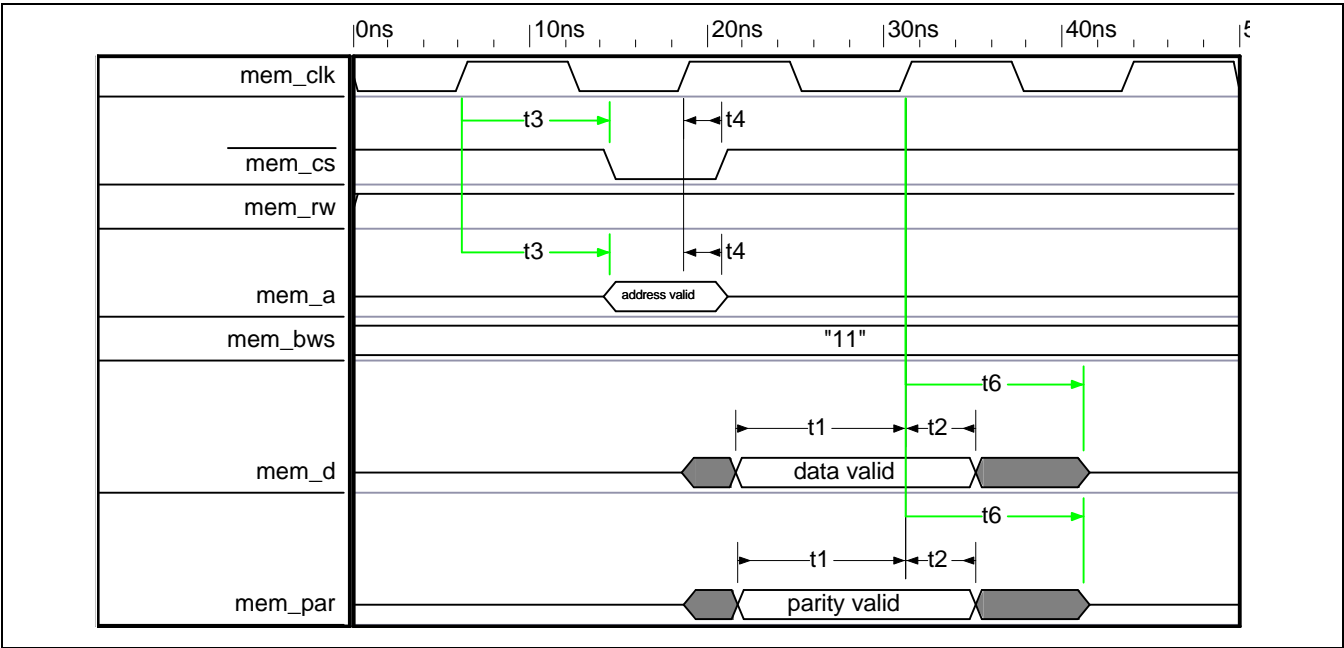 0ns 10ns 20ns 30ns 40ns
mem_clk
t3 t4
mem_cs
mem_rw
t3 t4
mem_a address valid
mem_bws "11"
t6
t1 t2
mem_d data valid
t6
t1 t2
mem_par parity valid